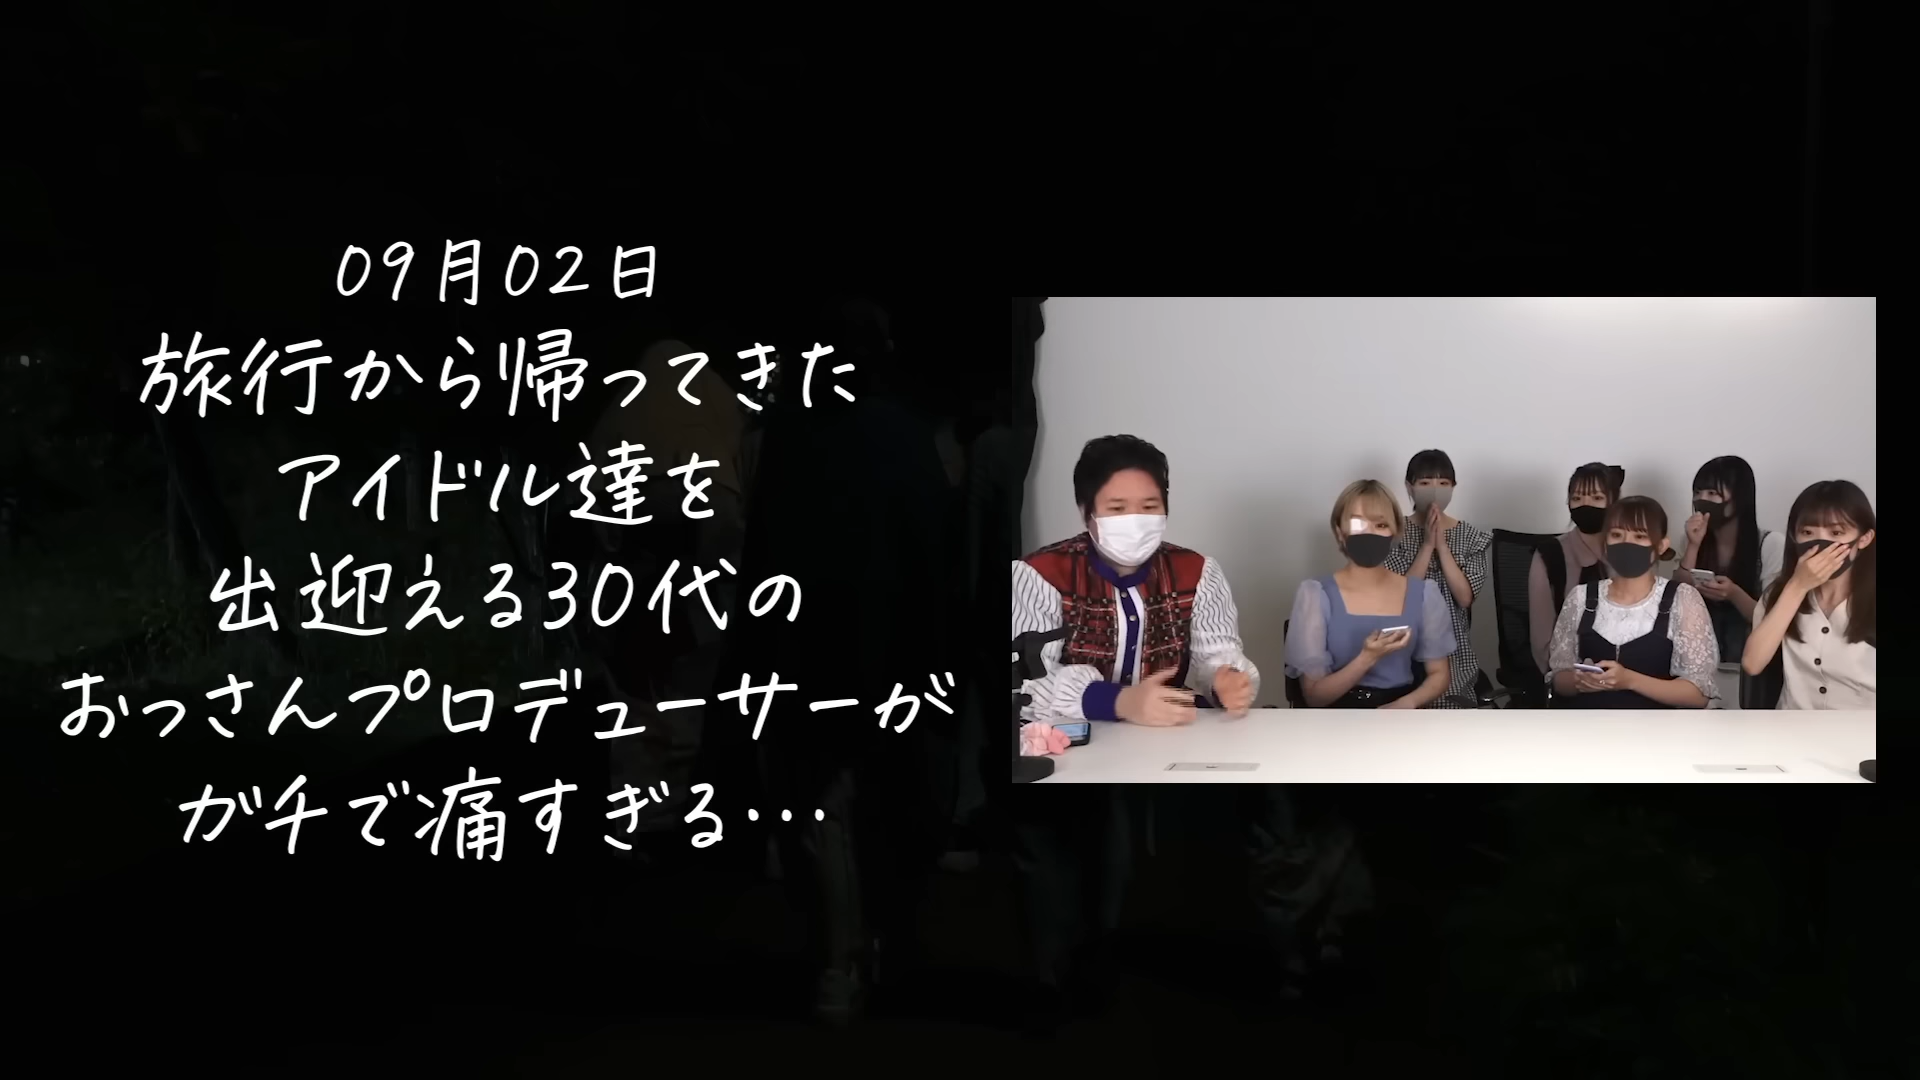 09月02日
旅行から帰ってきた
アイドル達を
出迎える30代の
おっさんプロデューサーが
ガチで痛すぎる…